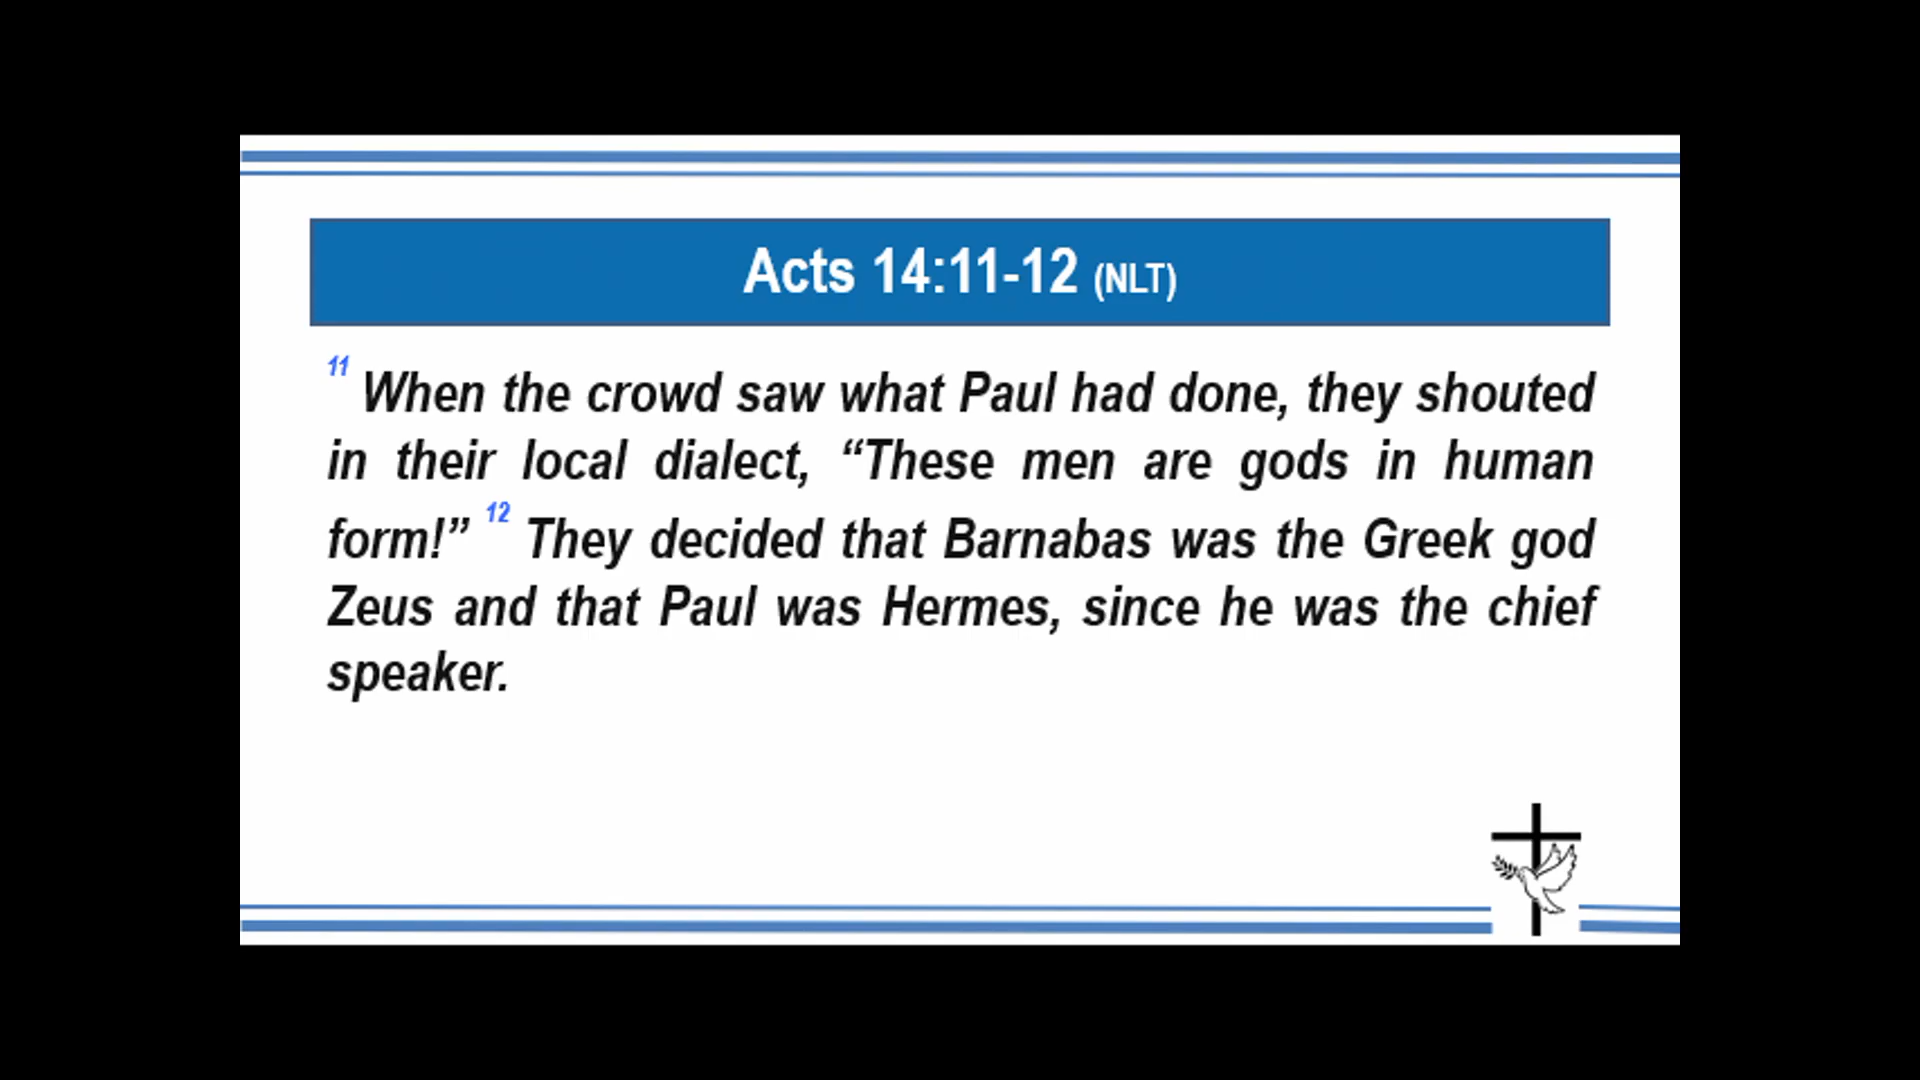 Acts 14:11-12 (NLT)
11 When the crowd saw what Paul had done, they shouted
in their local dialect, “These men are gods in human
form!” 12 They decided that Barnabas was the Greek god
Zeus and that Paul was Hermes, since he was the chief
speaker.